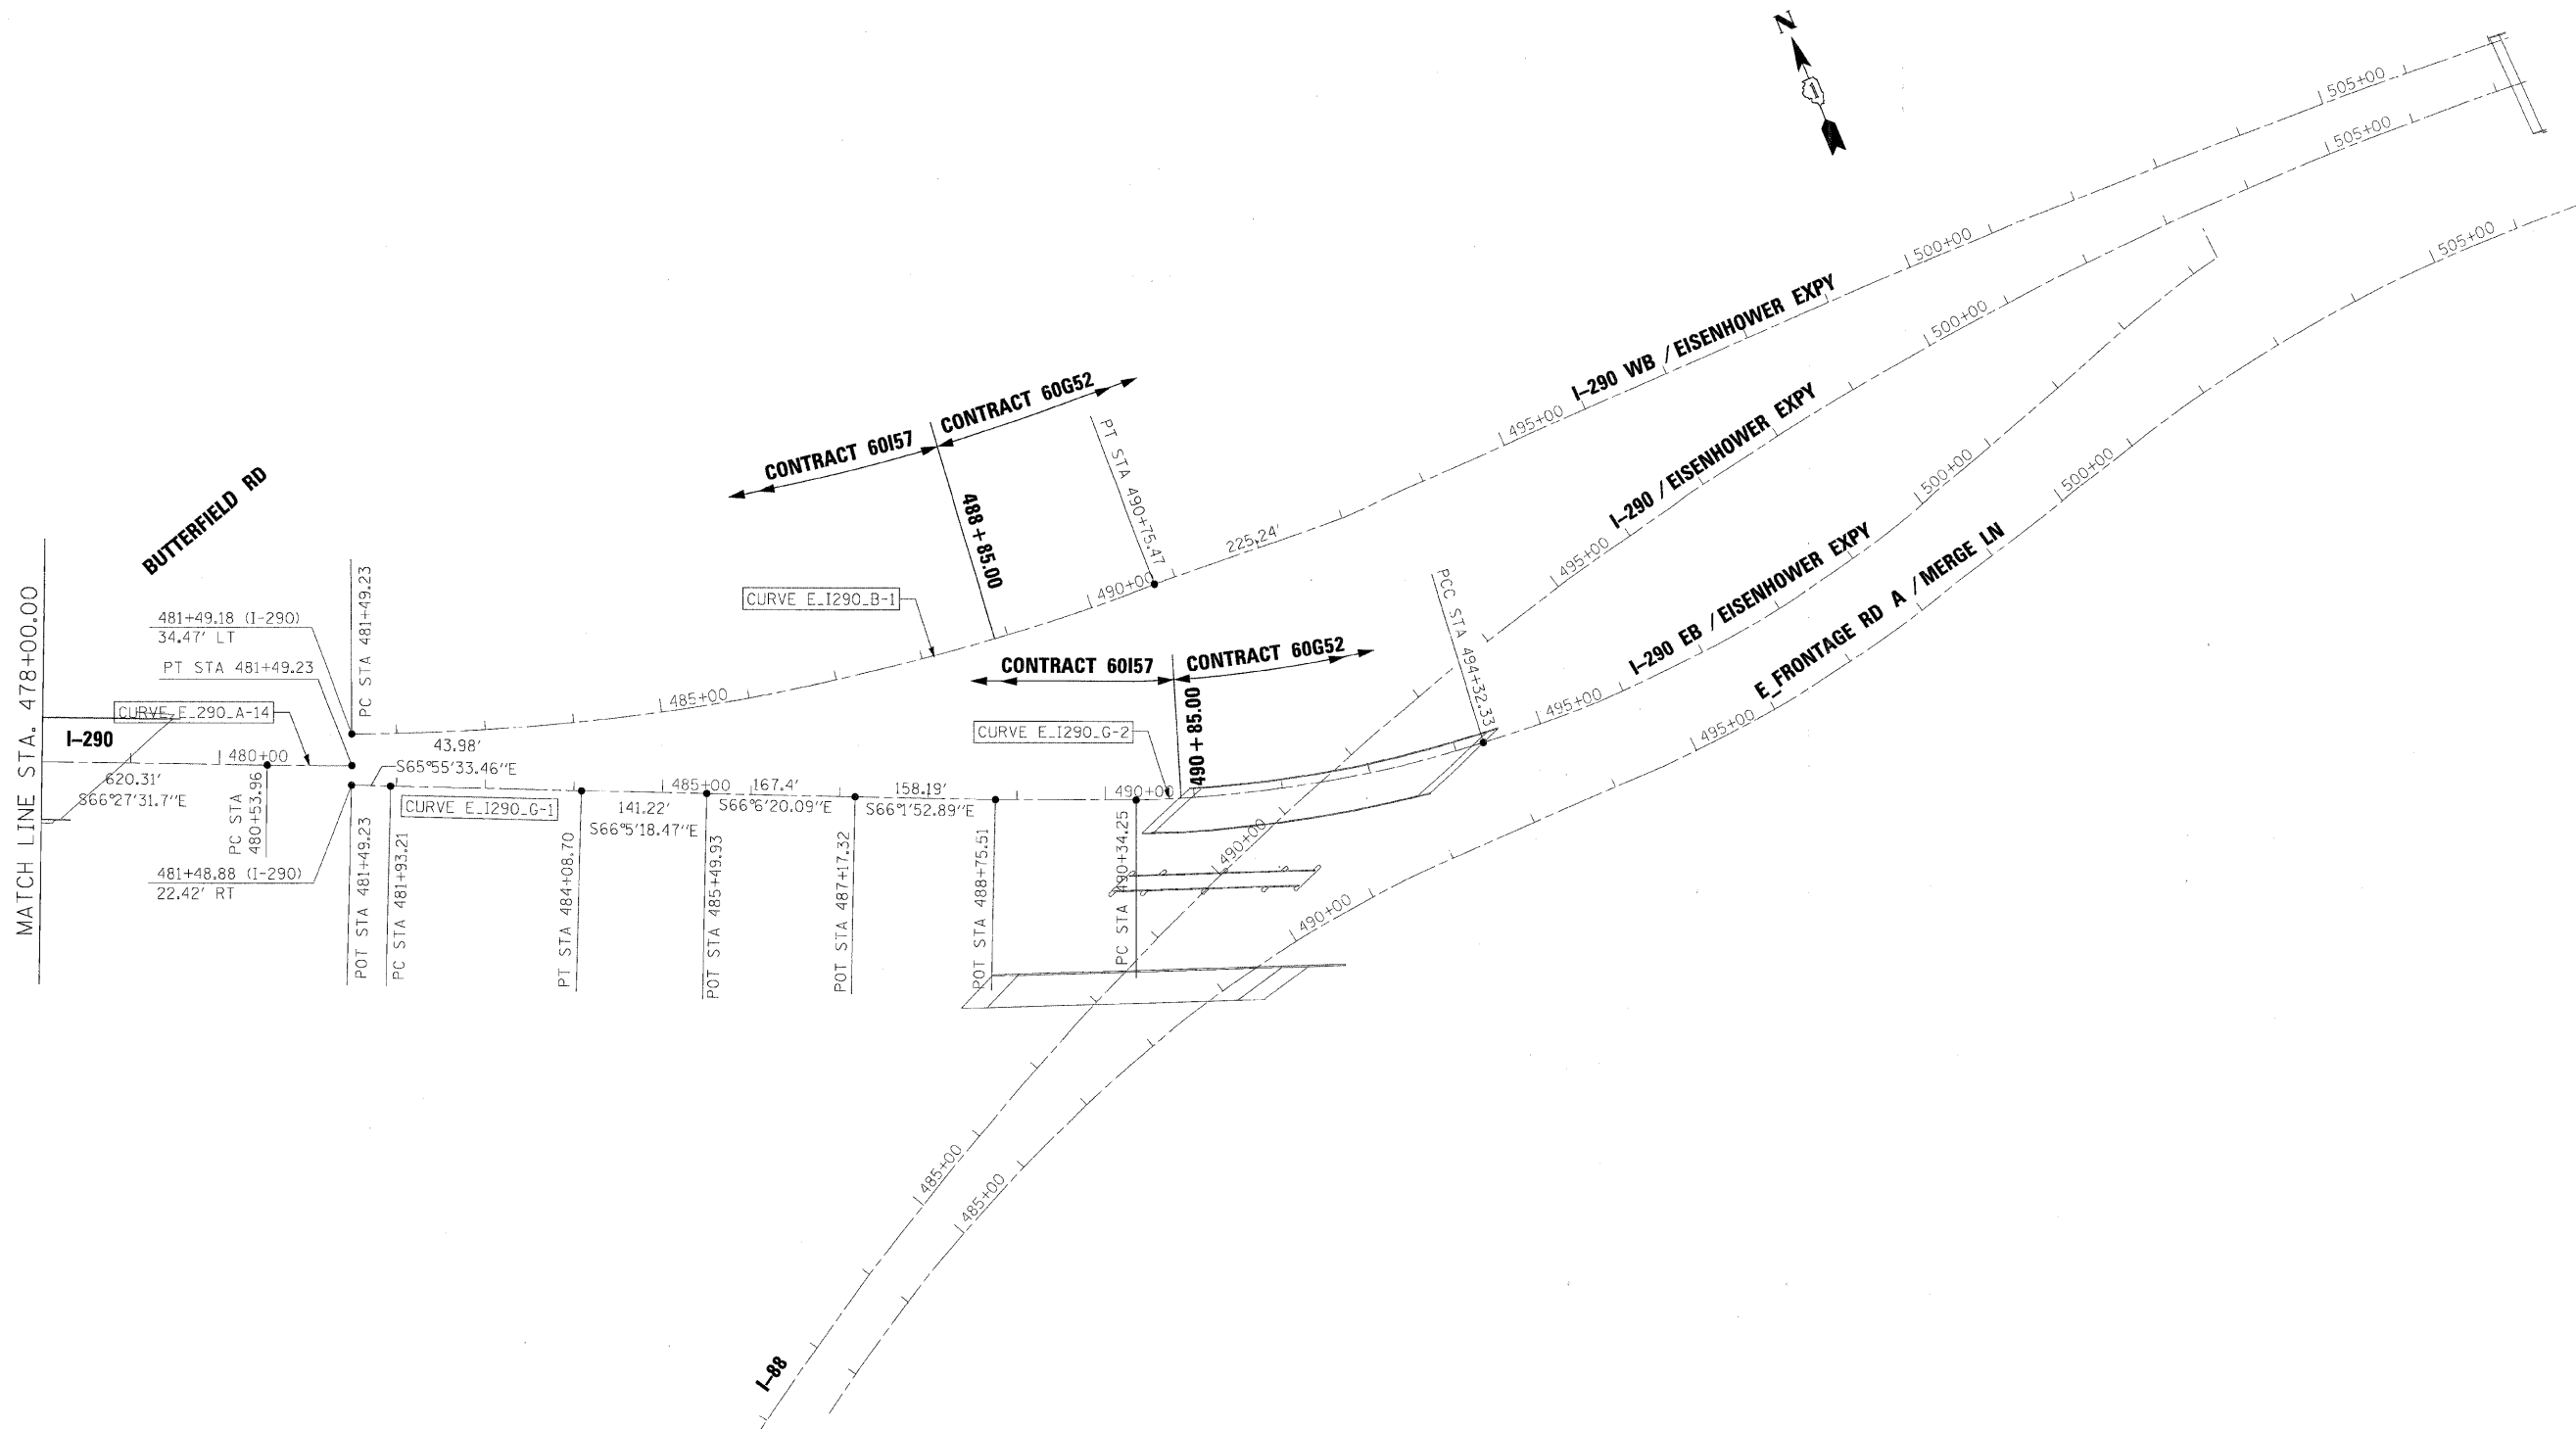 N
1
505+00
505+00
500+00
505+00
I-290 WB / EISENHOWER EXPY
500+00
CONTRACT 60I57
CONTRACT 60G52
488+85.00
PT STA 490+75.47
495+00
I-290 / EISENHOWER EXPY
BUTTERFIELD RD
225.24'
490+00
495+00
500+00
500+00
CURVE E_I290_B-1
PCC STA 494+32.33
I-290 EB / EISENHOWER EXPY
E_FRONTAGE RD A / MERGE LN
MATCH LINE STA. 478+00.00
481+49.18 (I-290)
34.47' LT
PT STA 481+49.23
PC STA 481+49.23
CONTRACT 60I57
CONTRACT 60G52
CURVE E_290_A-14
485+00
490+85.00
495+00
CURVE E_I290_G-2
495+00
I-290
480+00
43.98'
620.31'
S66°27'31.7"E
PC STA
480+53.96
S65°55'33.46"E
CURVE E_I290_G-1
141.22'
S66°5'18.47"E
485+00
167.4'
S66°6'20.09"E
158.19'
S66°1'52.89"E
490+00
490+00
481+48.88 (I-290)
22.42' RT
POT STA 481+49.23
PC STA 481+93.21
PT STA 484+08.70
POT STA 485+49.93
POT STA 487+17.32
POT STA 488+75.51
PC STA 490+34.25
490+00
485+00
485+00
I-88